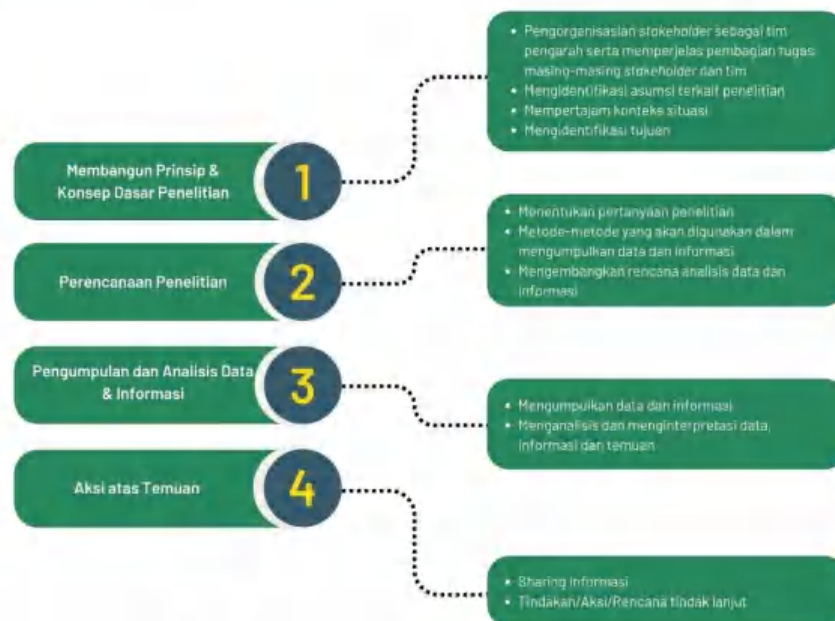 Membangun Prinsip &
Konsep Dasar Penelitian
1
• Pengorganisasian stakeholder sebagai tim
pengarah serta memperjelas pembagian tugas
masing-masing stakeholder dan tim
• Mengidentifikasi asumsi terkait penelitian
• Mempertajam konteks situasi
• Mengidentifikasi tujuan
Perencanaan Penelitian
2
• Menentukan pertanyaan penelitian
• Metode-metode yang akan digunakan dalam
mengumpulkan data dan informasi
• Mengembangkan rencana analisis data dan
informasi
Pengumpulan dan Analisis Data
& Informasi
3
• Mengumpulkan data dan informasi
• Menganalisis dan menginterpretasi data,
informasi dan temuan
Aksi atas Temuan
4
• Sharing informasi
• Tindakan/Aksi/Rencana tindak lanjut